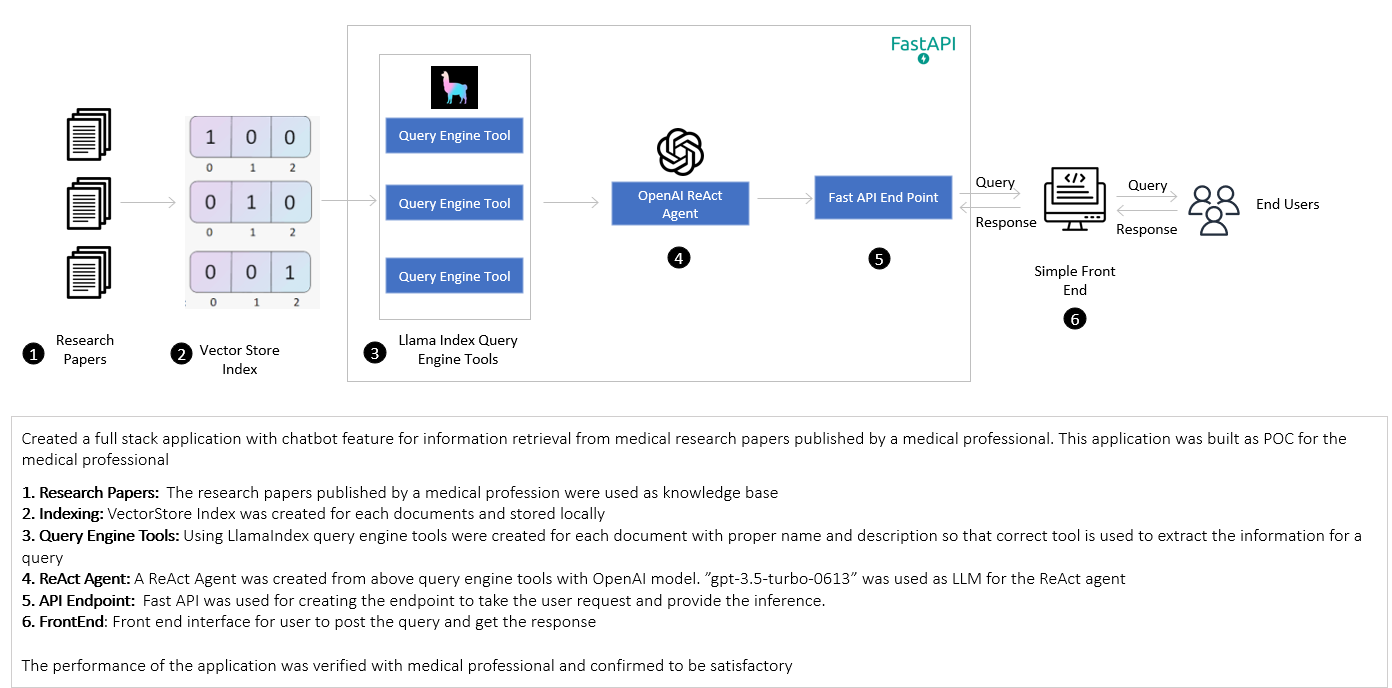 FastAPI
Query Engine Tool
Query Engine Tool
Query Engine Tool
1 0 0
0 1 2
0 1 0
0 1 2
0 0 1
0 1 2
OpenAI ReAct
Agent
Fast API End Point
Query
Response
Query
Response
End Users
1 Research
Papers
2 Vector Store
Index
3 Llama Index Query
Engine Tools
4
5
Simple Front
End
6
Created a full stack application with chatbot feature for information retrieval from medical research papers published by a medical professional. This application was built as POC for the
medical professional
1. Research Papers: The research papers published by a medical profession were used as knowledge base
2. Indexing: VectorStore Index was created for each documents and stored locally
3. Query Engine Tools: Using LlamaIndex query engine tools were created for each document with proper name and description so that correct tool is used to extract the information for a
query
4. ReAct Agent: A ReAct Agent was created from above query engine tools with OpenAI model. ”gpt-3.5-turbo-0613” was used as LLM for the ReAct agent
5. API Endpoint: Fast API was used for creating the endpoint to take the user request and provide the inference.
6. FrontEnd: Front end interface for user to post the query and get the response
The performance of the application was verified with medical professional and confirmed to be satisfactory